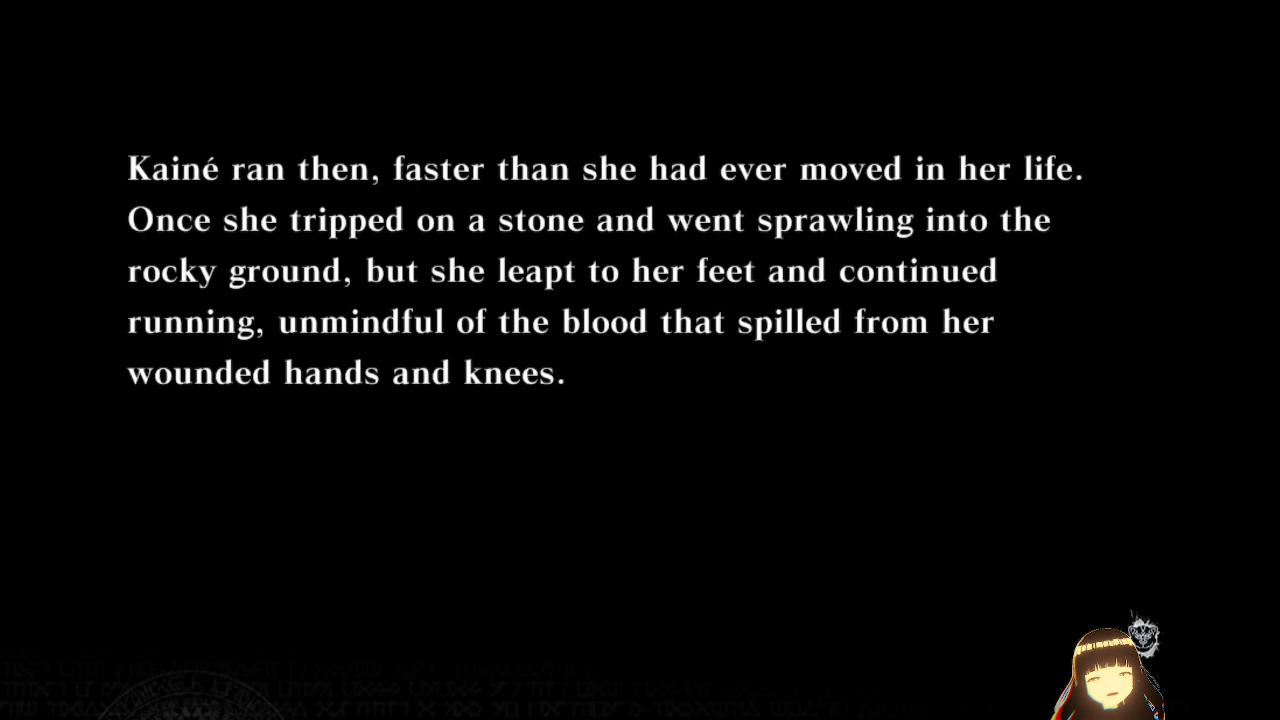 Kainé ran then, faster than she had ever moved in her life.
Once she tripped on a stone and went sprawling into the
rocky ground, but she leapt to her feet and continued
running, unmindful of the blood that spilled from her
wounded hands and knees.